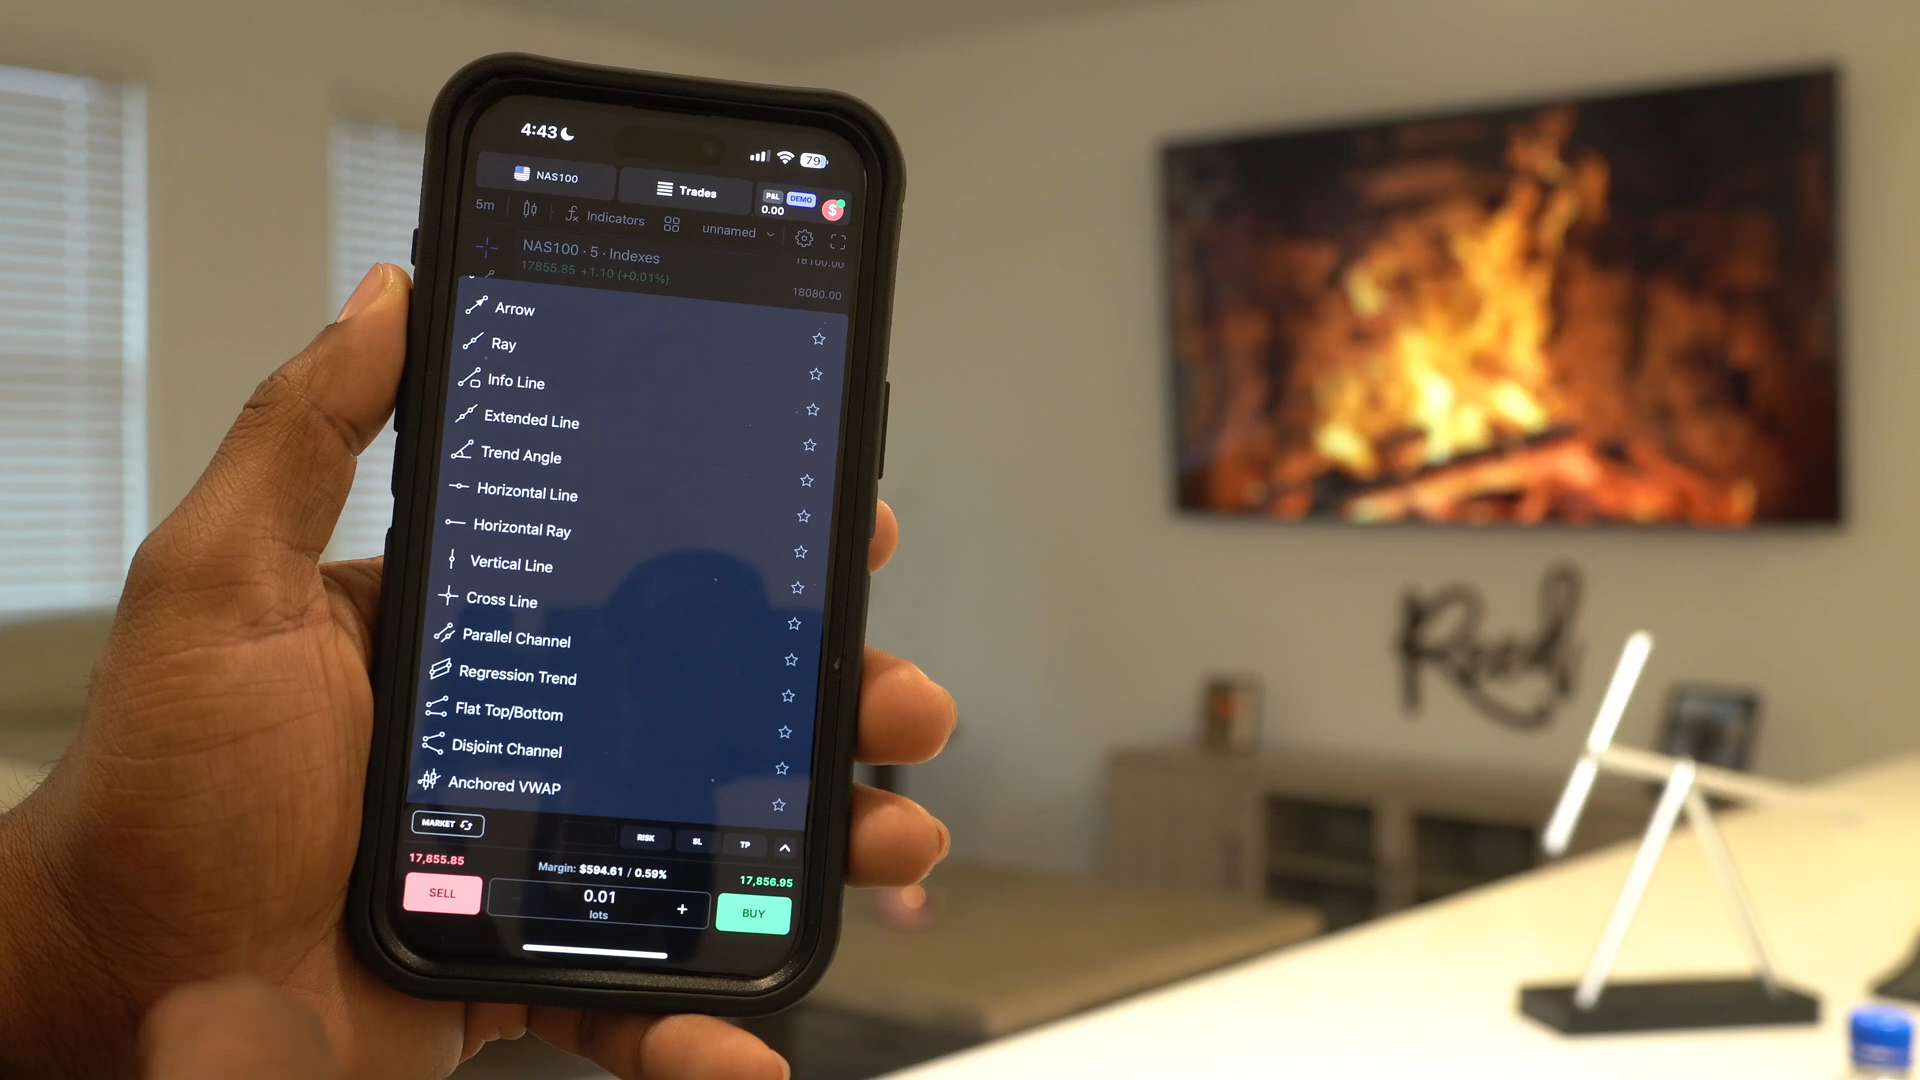 4:43
79
NAS100
Trades
P&L
DEMO
0.00
$
5m
Indicators
unnamed
NAS100 · 5 · Indexes
17855.85 +1.10 (+0.01%)
18100.00
18080.00
Arrow
Ray
Info Line
Extended Line
Trend Angle
Horizontal Line
Horizontal Ray
Vertical Line
Cross Line
Parallel Channel
Regression Trend
Flat Top/Bottom
Disjoint Channel
Anchored VWAP
MARKET
RISK
SL
TP
17,855.85
Margin: $594.61 / 0.59%
17,856.95
SELL
0.01
lots
+
BUY